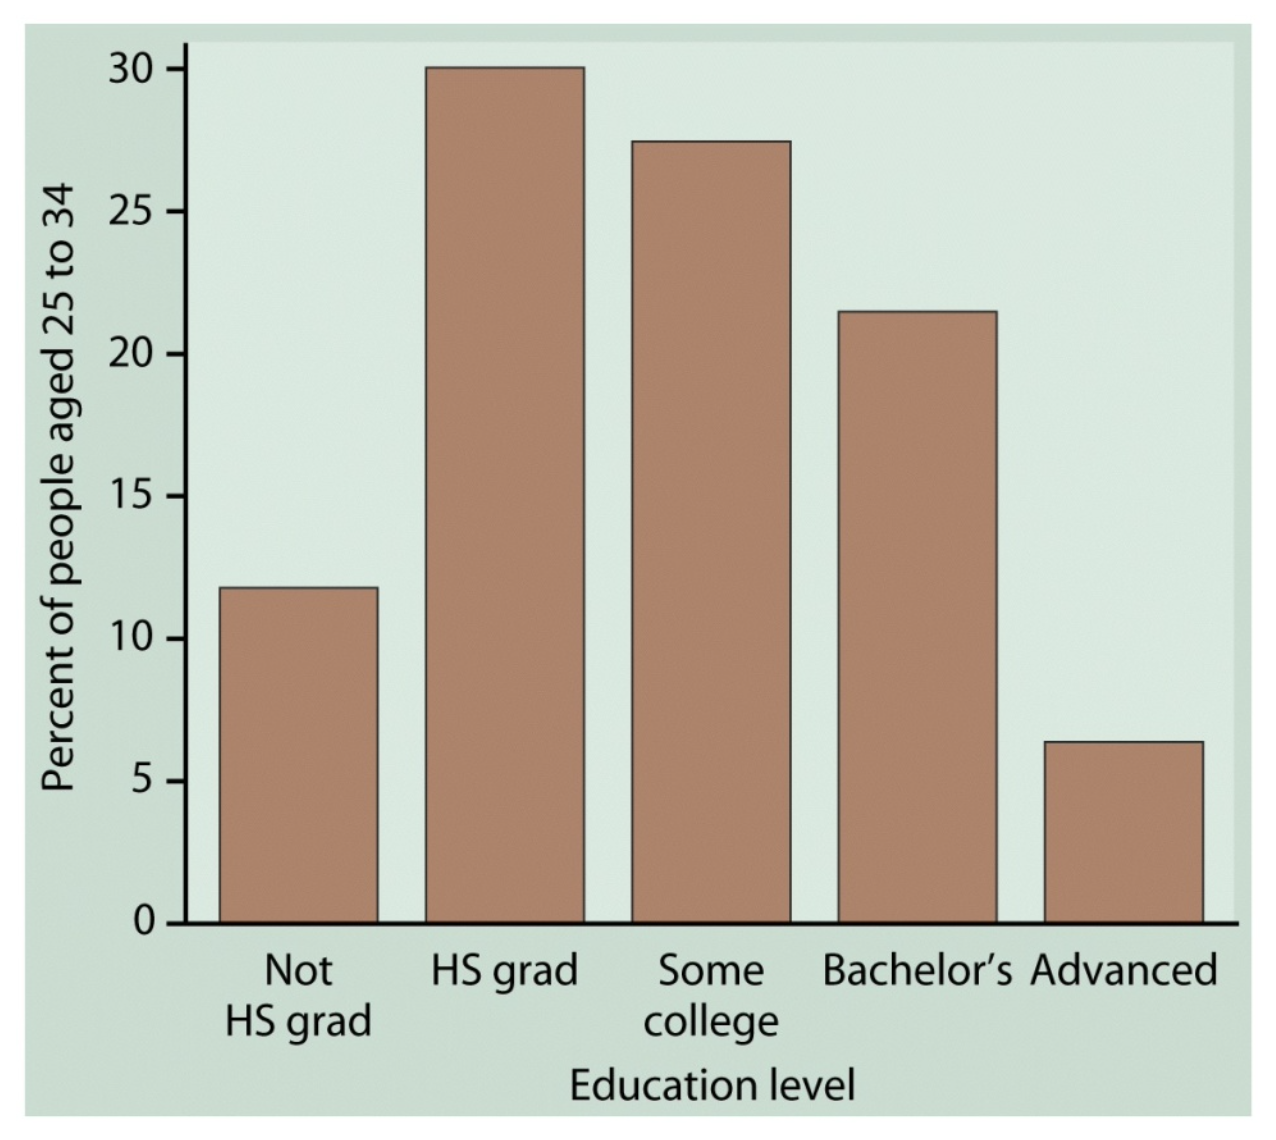 Percent of people aged 25 to 34
30
25
20
15
10
5
0
Not
HS grad
HS grad
Some
college
Bachelor’s
Advanced
Education level